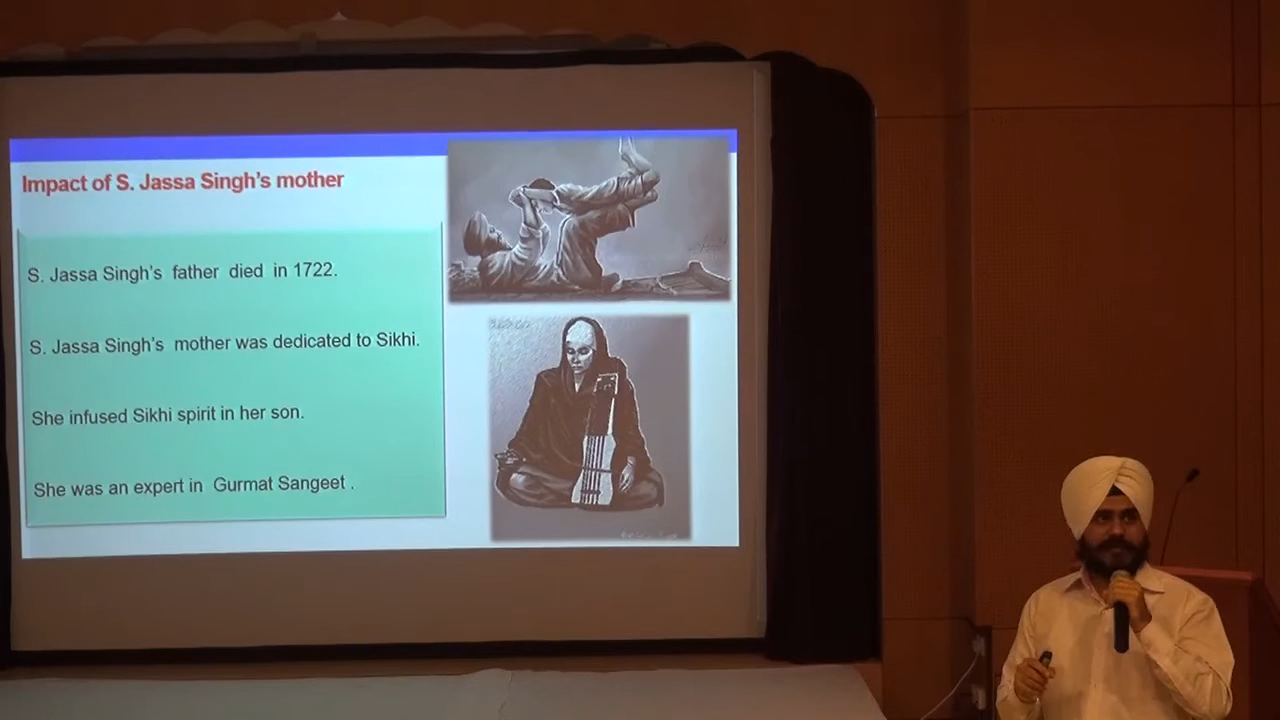 Impact of S. Jassa Singh's mother
S. Jassa Singh's father died in 1722.
S. Jassa Singh's mother was dedicated to Sikhi.
She infused Sikhi spirit in her son.
She was an expert in Gurmat Sangeet .